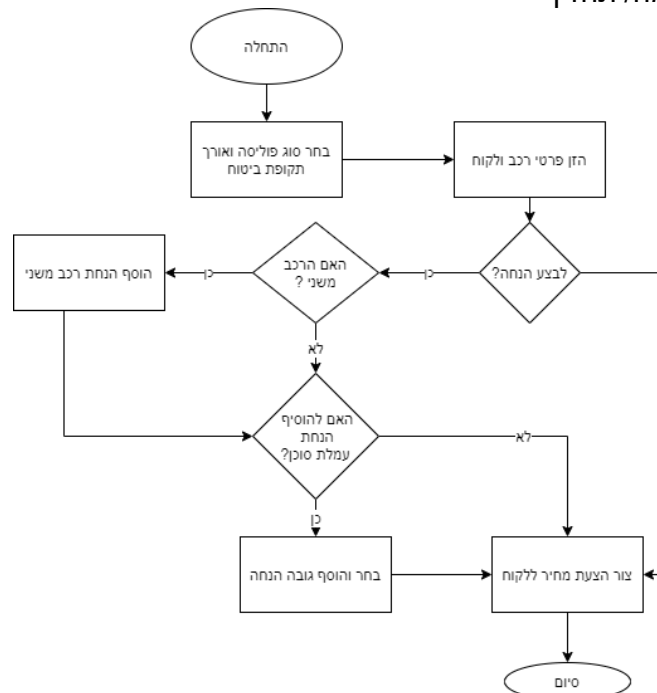 התחלה
בחר סוג פוליסה ואורך
תקופת ביטוח
הזן פרטי רכב ולקוח
לבצע הנחה?
כן
האם הרכב
משני ?
כן
הוסף הנחת רכב משני
לא
האם להוסיף
הנחת
עמלת סוכן?
לא
כן
בחר והוסף גובה הנחה
צור הצעת מחיר ללקוח
סיום